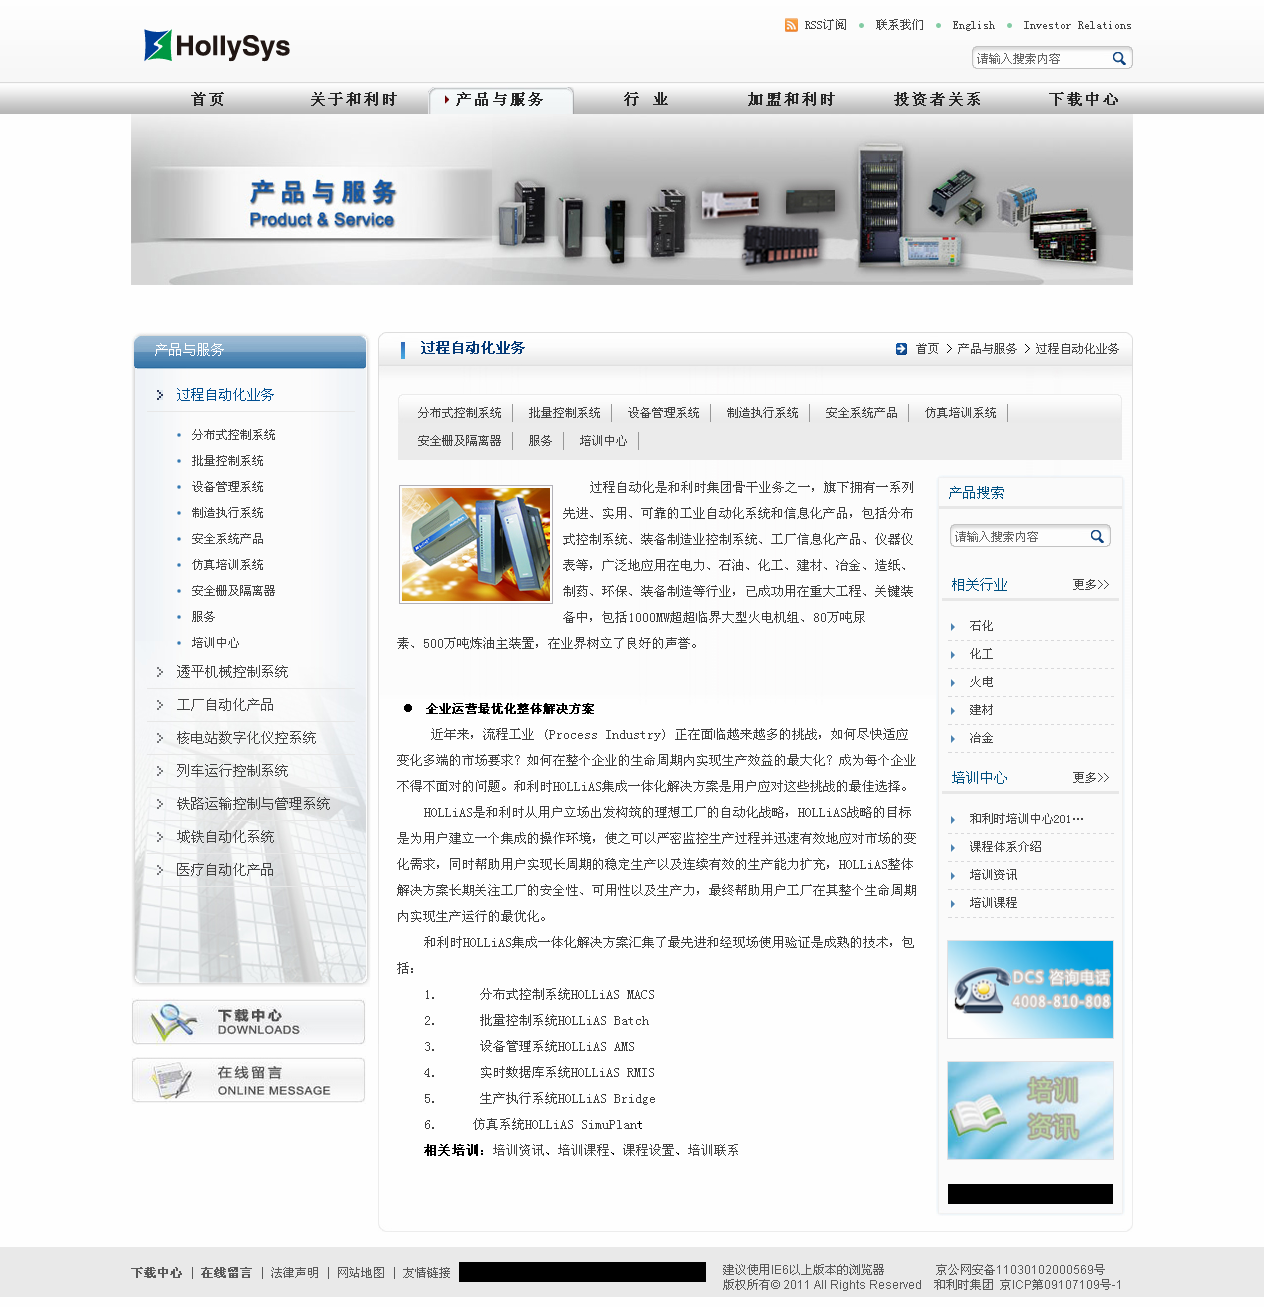 RSS订阅 联系我们 English Investor Relations
HollySys
请输入搜索内容
首页 关于和利时 产品与服务 行 业 加盟和利时 投资者关系 下载中心
产品与服务
Product & Service
产品与服务
过程自动化业务
首页 > 产品与服务 > 过程自动化业务
过程自动化业务
分布式控制系统
批量控制系统
设备管理系统
制造执行系统
安全系统产品
仿真培训系统
安全栅及隔离器
服务
培训中心
透平机械控制系统
工厂自动化产品
核电站数字化仪控系统
列车运行控制系统
铁路运输控制与管理系统
城铁自动化系统
医疗自动化产品
下载中心
DOWNLOADS
在线留言
ONLINE MESSAGE
分布式控制系统 批量控制系统 设备管理系统 制造执行系统 安全系统产品 仿真培训系统
安全栅及隔离器 服务 培训中心
过程自动化是和利时集团骨干业务之一，旗下拥有一系列
先进、实用、可靠的工业自动化系统和信息化产品，包括分布
式控制系统、装备制造业控制系统、工厂信息化产品、仪器仪
表等，广泛地应用在电力、石油、化工、建材、冶金、造纸、
制药、环保、装备制造等行业，已成功用在重大工程、关键装
备中，包括1000MW超超临界大型火电机组、80万吨尿
素、500万吨炼油主装置，在业界树立了良好的声誉。
● 企业运营最优化整体解决方案
近年来，流程工业 (Process Industry) 正在面临越来越多的挑战，如何尽快适应
变化多端的市场要求？如何在整个企业的生命周期内实现生产效益的最大化？成为每个企业
不得不面对的问题。和利时HOLLiAS集成一体化解决方案是用户应对这些挑战的最佳选择。
HOLLiAS是和利时从用户立场出发构筑的理想工厂的自动化战略，HOLLiAS战略的目标
是为用户建立一个集成的操作环境，使之可以严密监控生产过程并迅速有效地应对市场的变
化需求，同时帮助用户实现长周期的稳定生产以及连续有效的生产能力扩充，HOLLiAS整体
解决方案长期关注工厂的安全性、可用性以及生产力，最终帮助用户工厂在其整个生命周期
内实现生产运行的最优化。
和利时HOLLiAS集成一体化解决方案汇集了最先进和经现场使用验证是成熟的技术，包
括：
1. 分布式控制系统HOLLiAS MACS
2. 批量控制系统HOLLiAS Batch
3. 设备管理系统HOLLiAS AMS
4. 实时数据库系统HOLLiAS RMIS
5. 生产执行系统HOLLiAS Bridge
6. 仿真系统HOLLiAS SimuPlant
相关培训：培训资讯、培训课程、课程设置、培训联系
产品搜索
请输入搜索内容
相关行业 更多>>
石化
化工
火电
建材
冶金
培训中心 更多>>
和利时培训中心201…
课程体系介绍
培训资讯
培训课程
DCS 咨询电话
4008-810-808
培训
资讯
下载中心 | 在线留言 | 法律声明 | 网站地图 | 友情链接
建议使用IE6以上版本的浏览器 京公网安备11030102000569号
版权所有© 2011 All Rights Reserved 和利时集团 京ICP第09107109号-1